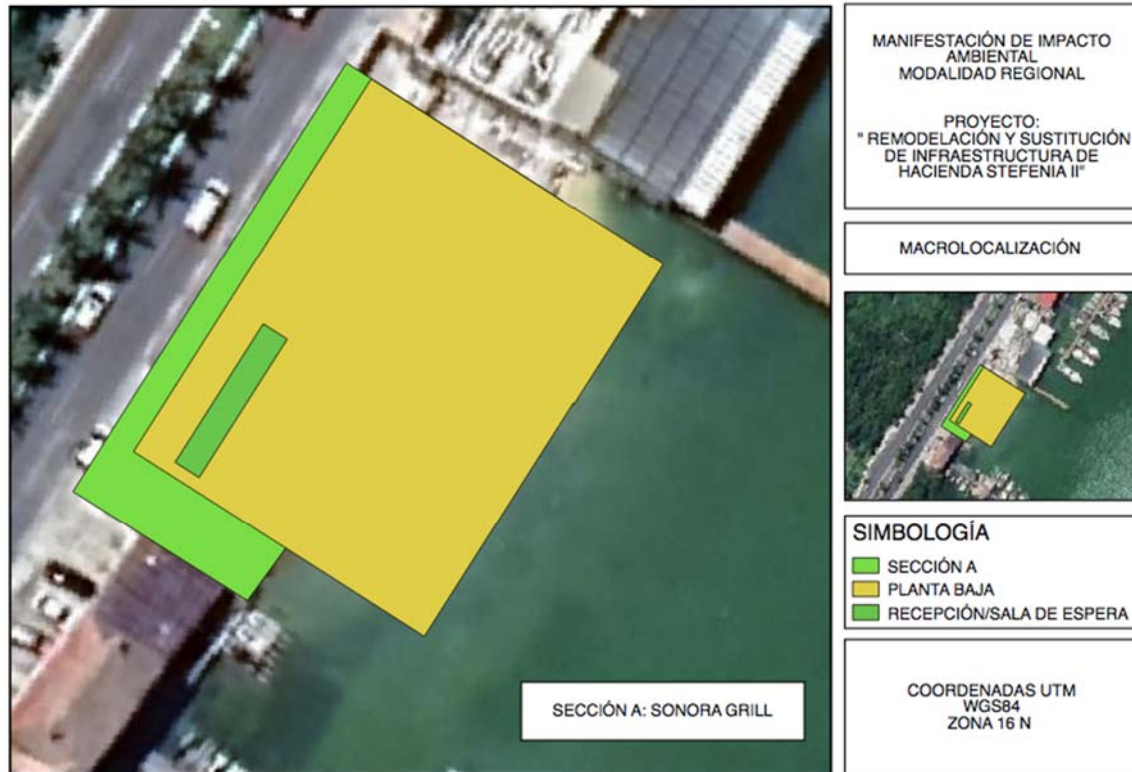 MANIFESTACIÓN DE IMPACTO
AMBIENTAL
MODALIDAD REGIONAL
PROYECTO:
" REMODELACIÓN Y SUSTITUCIÓN
DE INFRAESTRUCTURA DE
HACIENDA STEFENIA II"
MACROLOCALIZACIÓN
SIMBOLOGÍA
SECCIÓN A
PLANTA BAJA
RECEPCIÓN/SALA DE ESPERA
COORDENADAS UTM
WGS84
ZONA 16 N
SECCIÓN A: SONORA GRILL